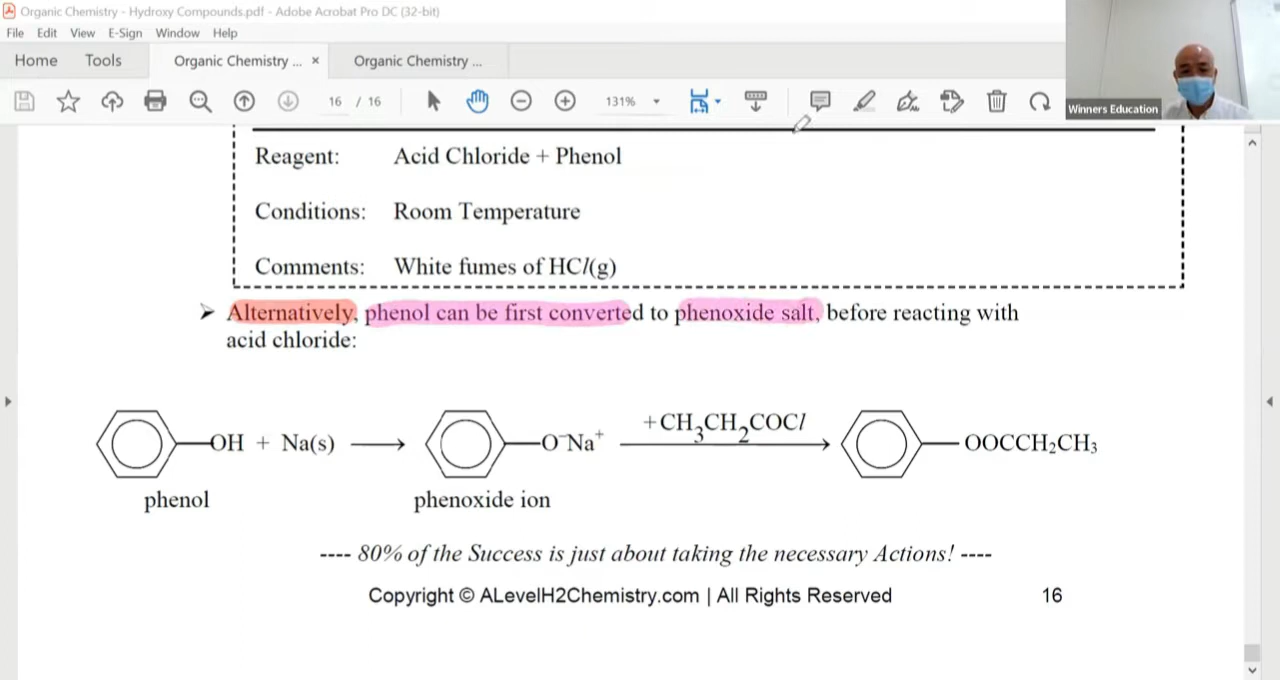 Organic Chemistry - Hydroxy Compounds.pdf - Adobe Acrobat Pro DC (32-bit)
File Edit View E-Sign Window Help
Home Tools Organic Chemistry ... × Organic Chemistry ...
16 / 16 131%
Winners Education
Reagent: Acid Chloride + Phenol
Conditions: Room Temperature
Comments: White fumes of HCl(g)
➢ Alternatively, phenol can be first converted to phenoxide salt, before reacting with
acid chloride:
+CH₃CH₂COCl
OH + Na(s) ⟶ O⁻Na⁺ ⟶ OOCCH₂CH₃
phenol phenoxide ion
---- 80% of the Success is just about taking the necessary Actions! ----
Copyright © ALevelH2Chemistry.com | All Rights Reserved 16